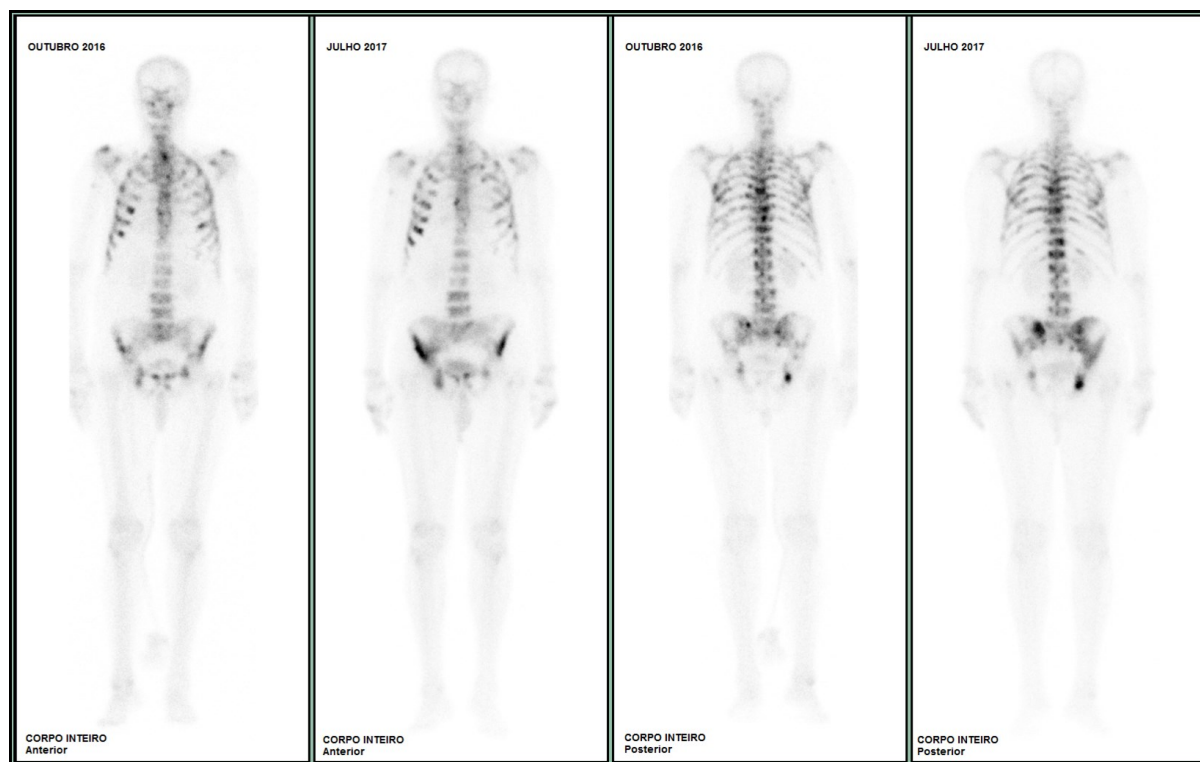 OUTUBRO 2016
JULHO 2017
OUTUBRO 2016
JULHO 2017
CORPO INTEIRO
Anterior
CORPO INTEIRO
Anterior
CORPO INTEIRO
Posterior
CORPO INTEIRO
Posterior